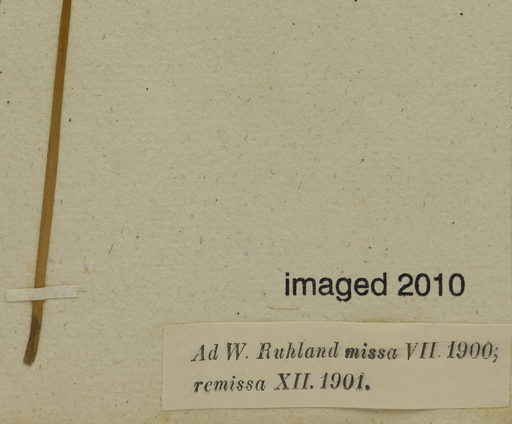 imaged 2010
Ad W. Ruhland missa VII. 1900;
remissa XII. 1901.